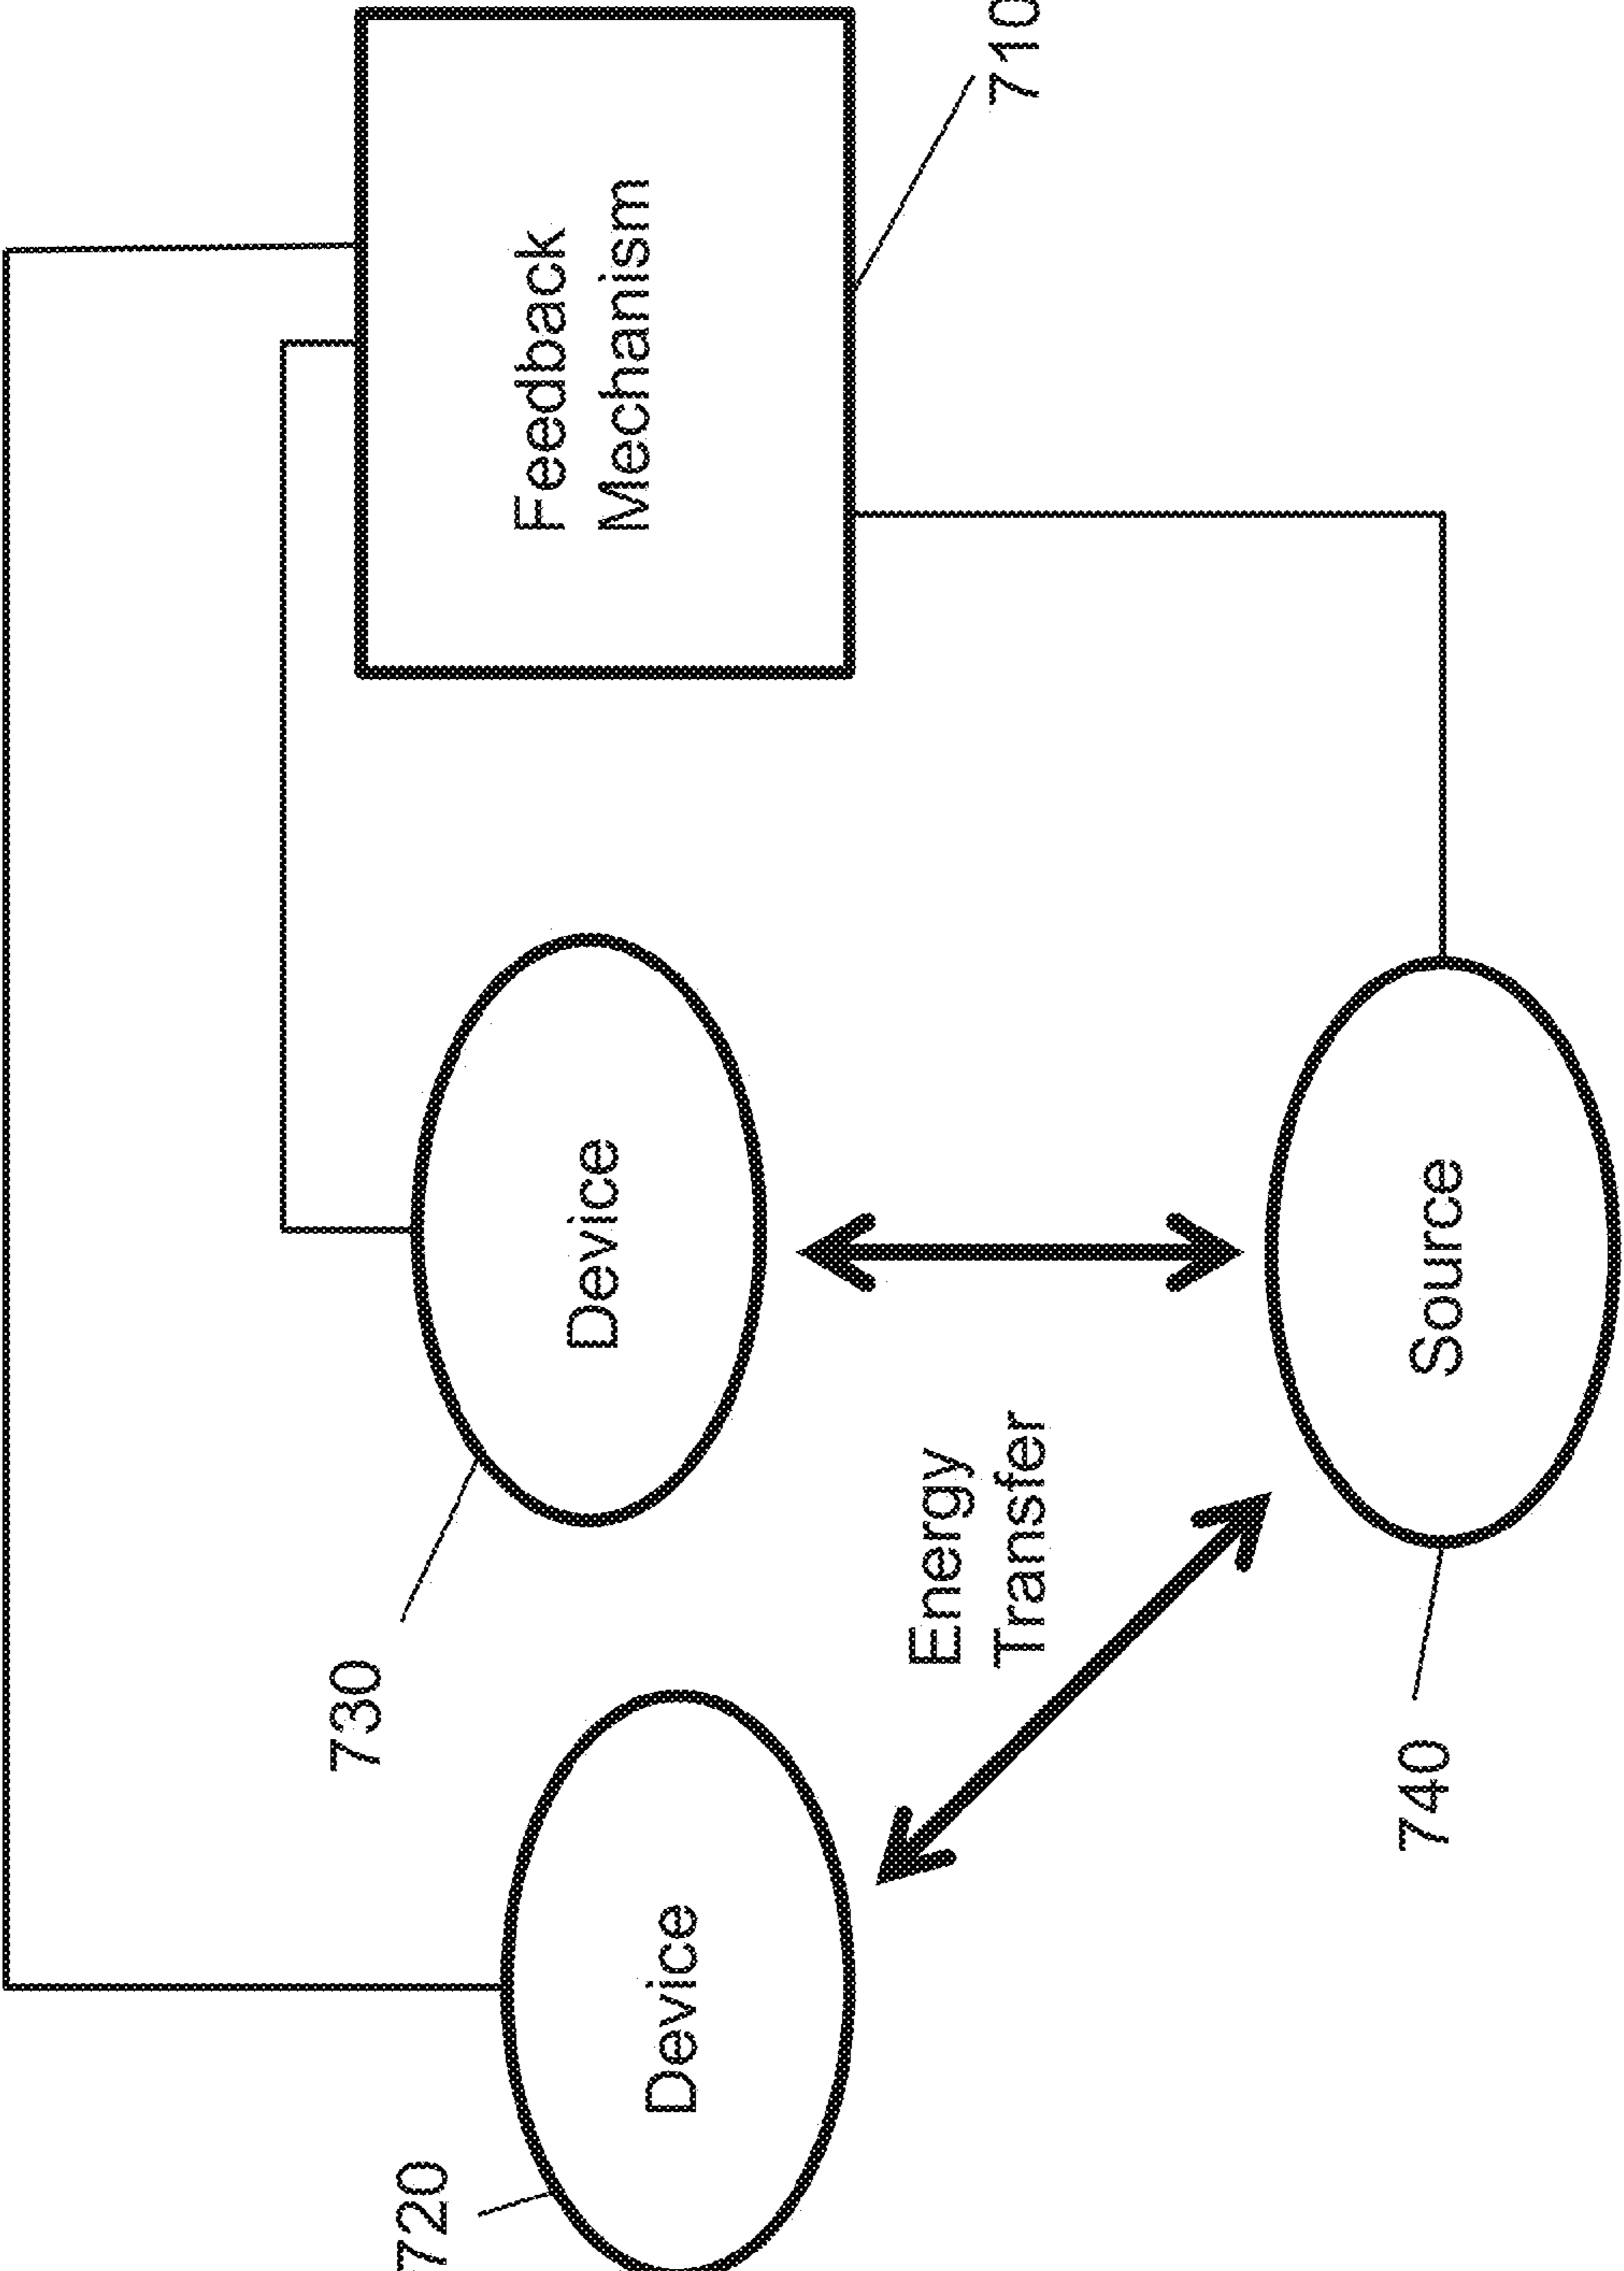 Feedback
Mechanism
710
Device
730
Device
720
Energy
Transfer
Source
740